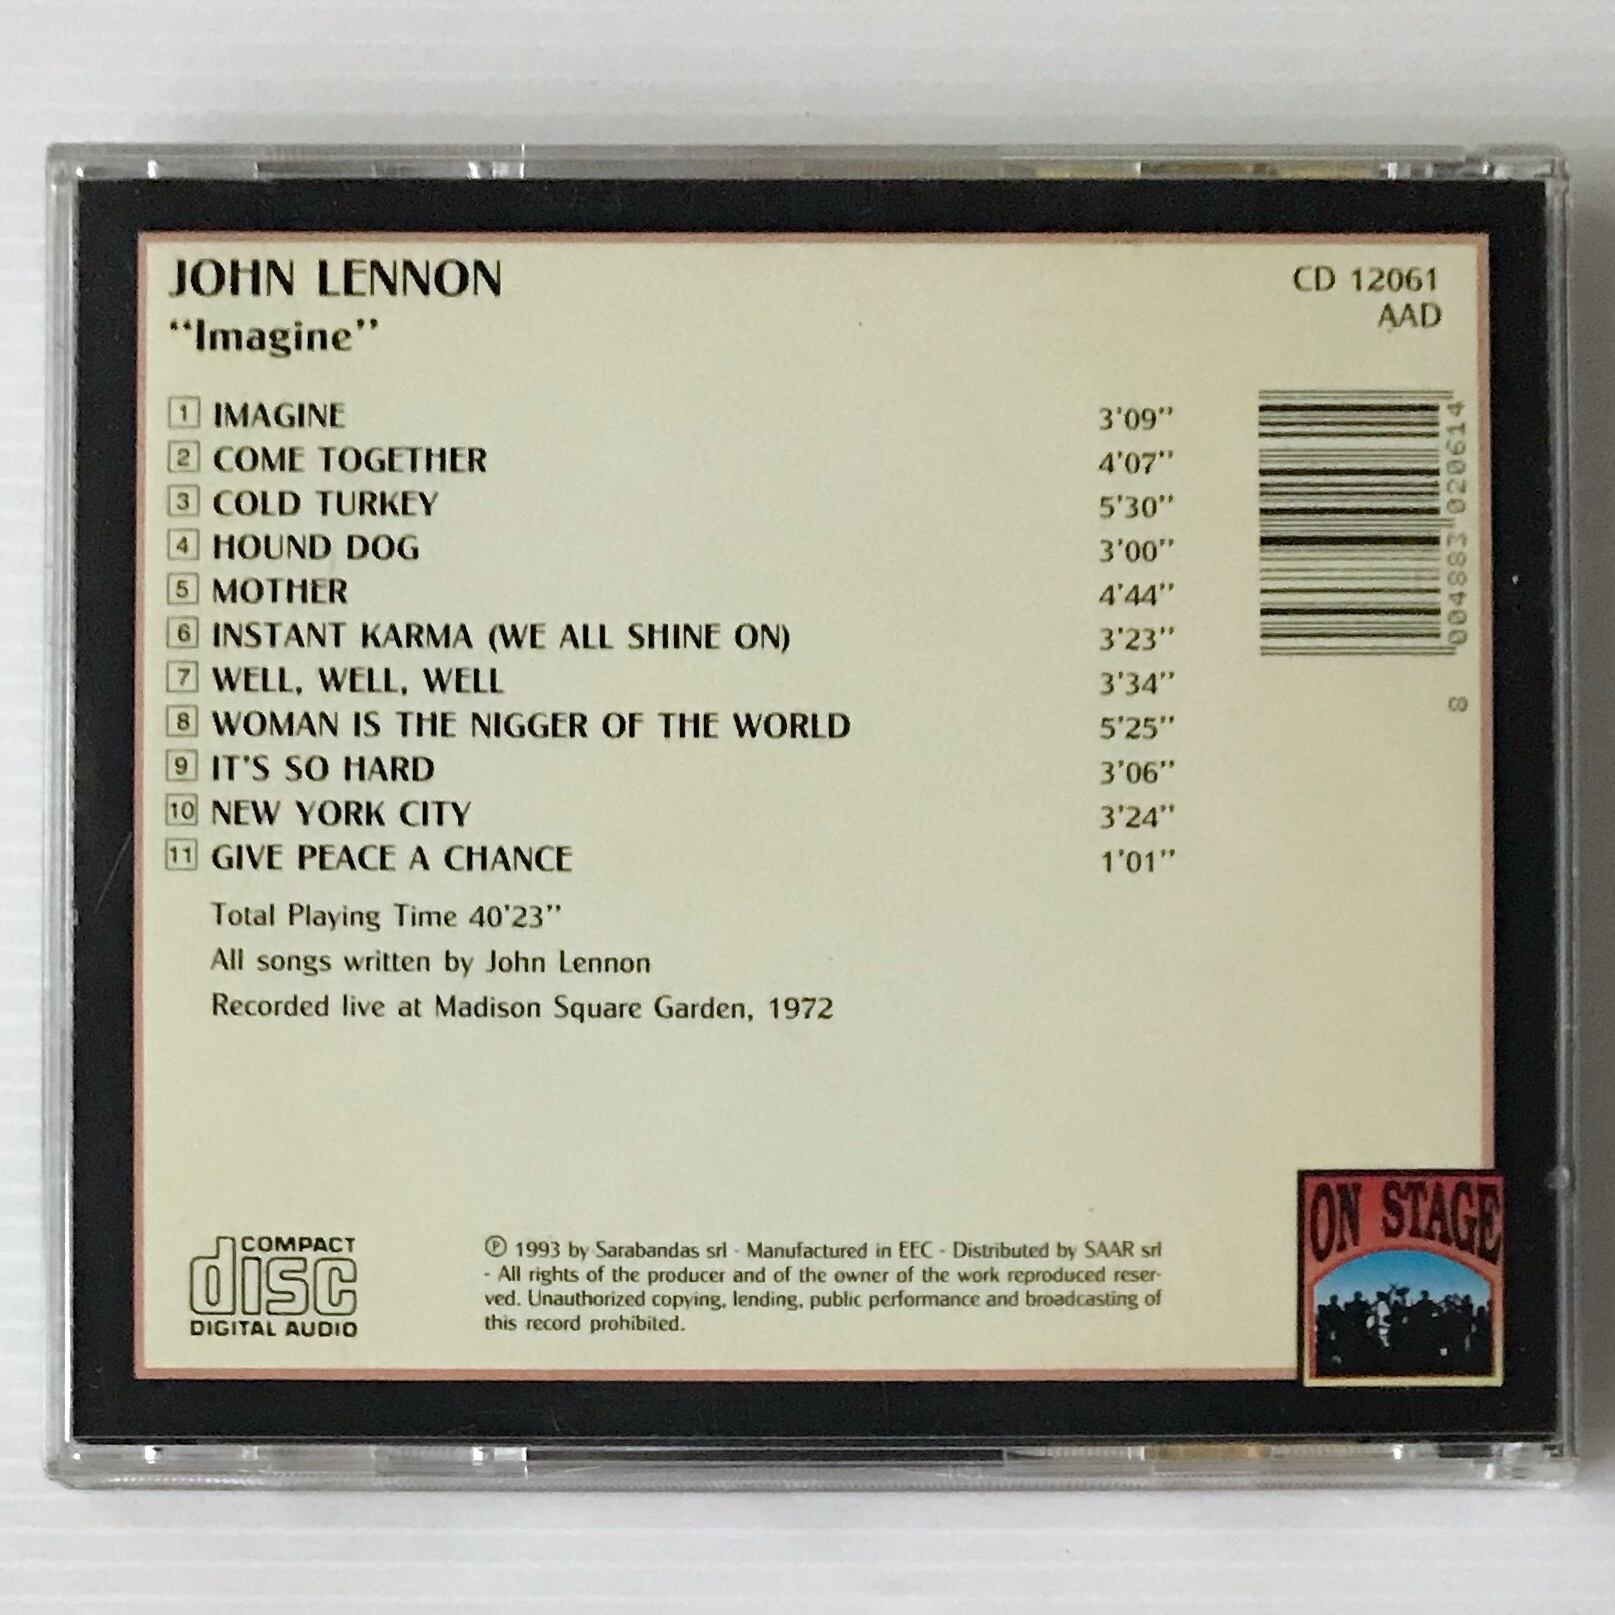 JOHN LENNON
“Imagine”
CD 12061
AAD
1 IMAGINE 3'09''
2 COME TOGETHER 4'07''
3 COLD TURKEY 5'30''
4 HOUND DOG 3'00''
5 MOTHER 4'44''
6 INSTANT KARMA (WE ALL SHINE ON) 3'23''
7 WELL, WELL, WELL 3'34''
8 WOMAN IS THE NIGGER OF THE WORLD 5'25''
9 IT'S SO HARD 3'06''
10 NEW YORK CITY 3'24''
11 GIVE PEACE A CHANCE 1'01''
8 004883 020614
Total Playing Time 40'23''
All songs written by John Lennon
Recorded live at Madison Square Garden, 1972
COMPACT
disc
DIGITAL AUDIO
℗ 1993 by Sarabandas srl - Manufactured in EEC - Distributed by SAAR srl
- All rights of the producer and of the owner of the work reproduced reser-
ved. Unauthorized copying, lending, public performance and broadcasting of
this record prohibited.
ON STAGE